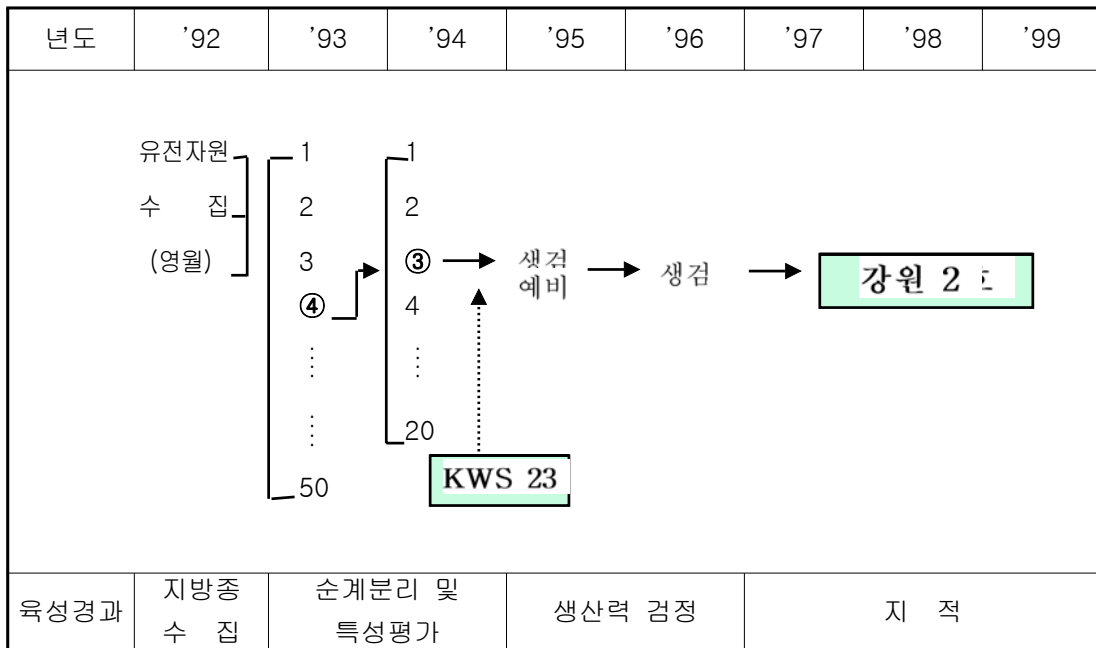 년도 ’92 ’93 ’94 ’95 ’96 ’97 ’98 ’99
유전자원 1 1
수 집 2 2
(영월) 3 ③ 생검 생검 강원 2
예비
④ 4
⋮ ⋮
⋮ 20
50 KWS 23
육성경과 지방종 수 집 순계분리 및 특성평가 생산력 검정 지 적